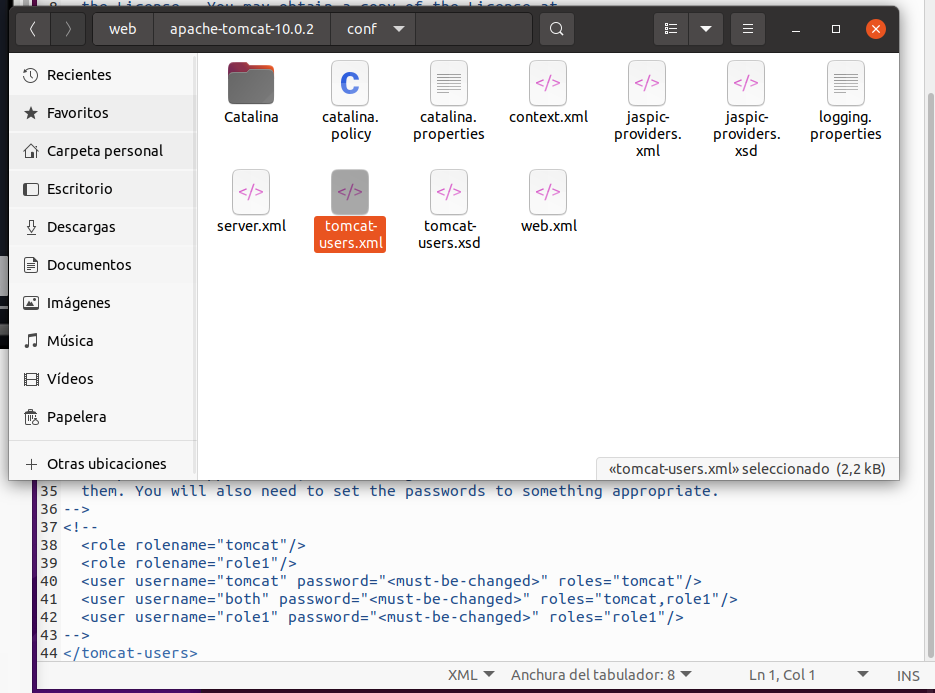 8 the License. You may obtain a copy of the License at
web apache-tomcat-10.0.2 conf
Recientes
Favoritos
Carpeta personal
Escritorio
Descargas
Documentos
Imágenes
Música
Vídeos
Papelera
Otras ubicaciones
Catalina
catalina.
policy
catalina.
properties
context.xml
jaspic-
providers.
xml
jaspic-
providers.
xsd
logging.
properties
server.xml
tomcat-
users.xml
tomcat-
users.xsd
web.xml
«tomcat-users.xml» seleccionado (2,2 kB)
35 them. You will also need to set the passwords to something appropriate.
36 -->
37 <!--
38 <role rolename="tomcat"/>
39 <role rolename="role1"/>
40 <user username="tomcat" password="<must-be-changed>" roles="tomcat"/>
41 <user username="both" password="<must-be-changed>" roles="tomcat,role1"/>
42 <user username="role1" password="<must-be-changed>" roles="role1"/>
43 -->
44 </tomcat-users>
XML Anchura del tabulador: 8 Ln 1, Col 1 INS